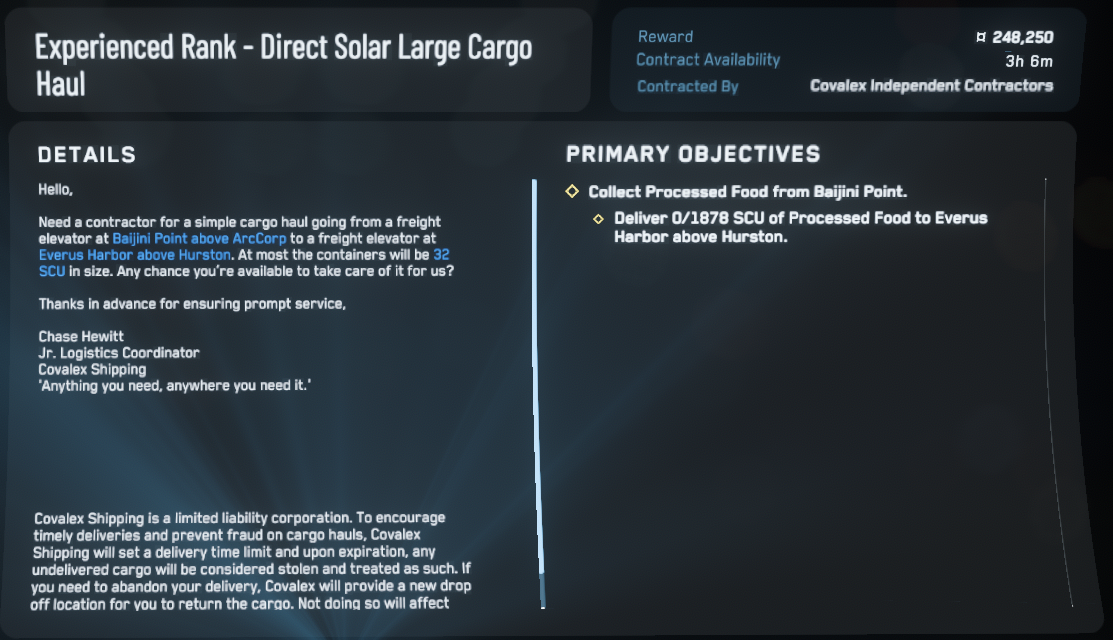 Experienced Rank - Direct Solar Large Cargo
Haul
Reward ¤ 248,250
Contract Availability 3h 6m
Contracted By Covalex Independent Contractors
DETAILS
Hello,
Need a contractor for a simple cargo haul going from a freight
elevator at Baijini Point above ArcCorp to a freight elevator at
Everus Harbor above Hurston. At most the containers will be 32
SCU in size. Any chance you're available to take care of it for us?
Thanks in advance for ensuring prompt service,
Chase Hewitt
Jr. Logistics Coordinator
Covalex Shipping
'Anything you need, anywhere you need it.'
Covalex Shipping is a limited liability corporation. To encourage
timely deliveries and prevent fraud on cargo hauls, Covalex
Shipping will set a delivery time limit and upon expiration, any
undelivered cargo will be considered stolen and treated as such. If
you need to abandon your delivery, Covalex will provide a new drop
off location for you to return the cargo. Not doing so will affect
PRIMARY OBJECTIVES
Collect Processed Food from Baijini Point.
Deliver 0/1878 SCU of Processed Food to Everus
Harbor above Hurston.